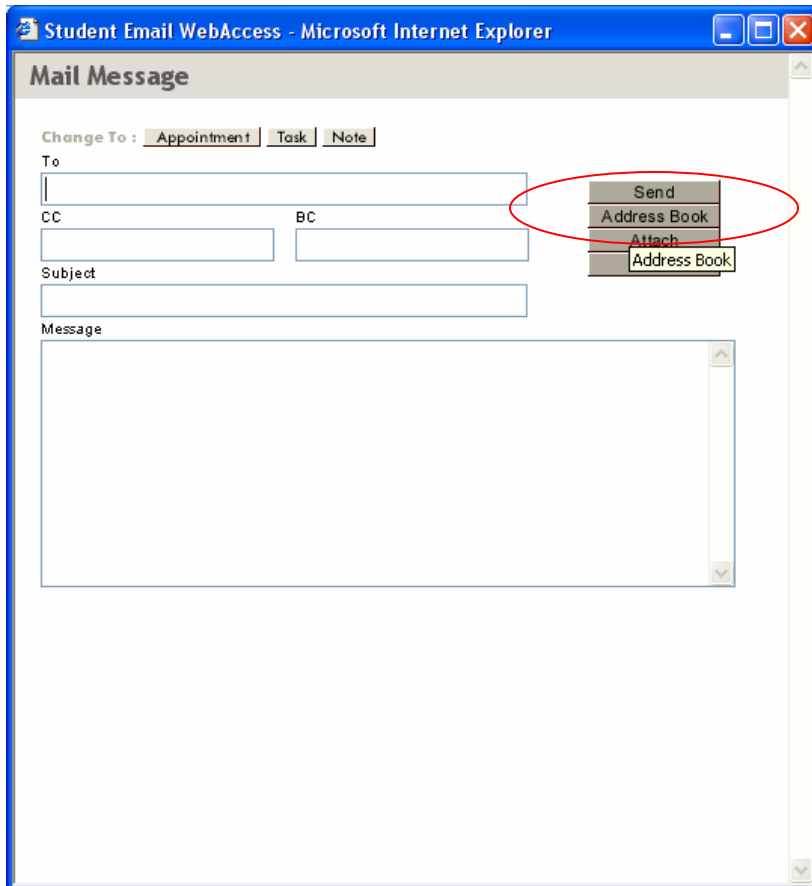 Student Email WebAccess - Microsoft Internet Explorer
Mail Message
Change To : Appointment Task Note
To
Send
CC BC Address Book
Attach
Address Book
Subject
Message